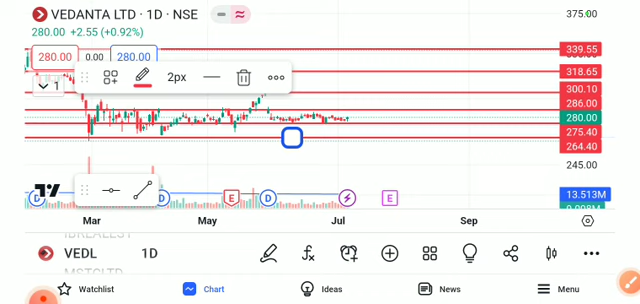 VEDANTA LTD · 1D · NSE
280.00 +2.55 (+0.92%)
280.00 0.00 280.00
1
2px
375.00
339.55
318.65
300.10
286.00
280.00
275.40
264.40
245.00
13.513M
D D E D E
Mar May Jul Sep
VEDL 1D
Watchlist Chart Ideas News Menu